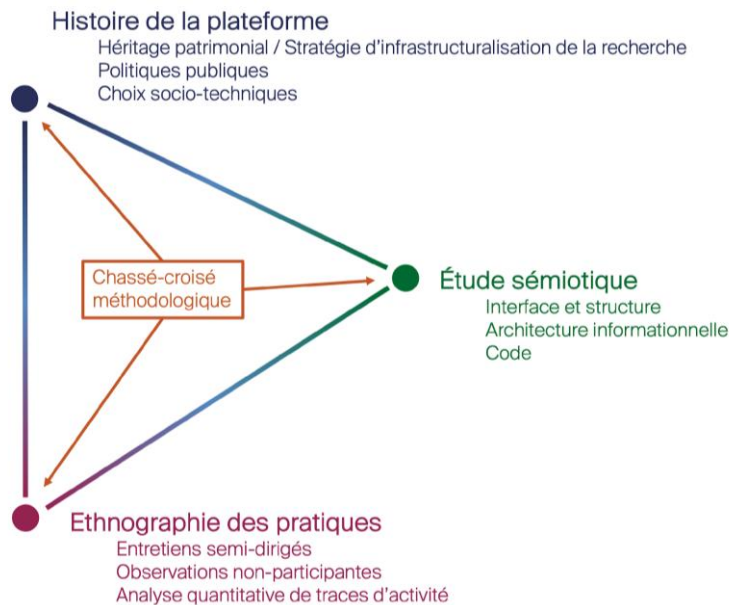 Histoire de la plateforme
Héritage patrimonial / Stratégie d'infrastructuralisation de la recherche
Politiques publiques
Choix socio-techniques
Chassé-croisé
méthodologique
Étude sémiotique
Interface et structure
Architecture informationnelle
Code
Ethnographie des pratiques
Entretiens semi-dirigés
Observations non-participantes
Analyse quantitative de traces d'activité